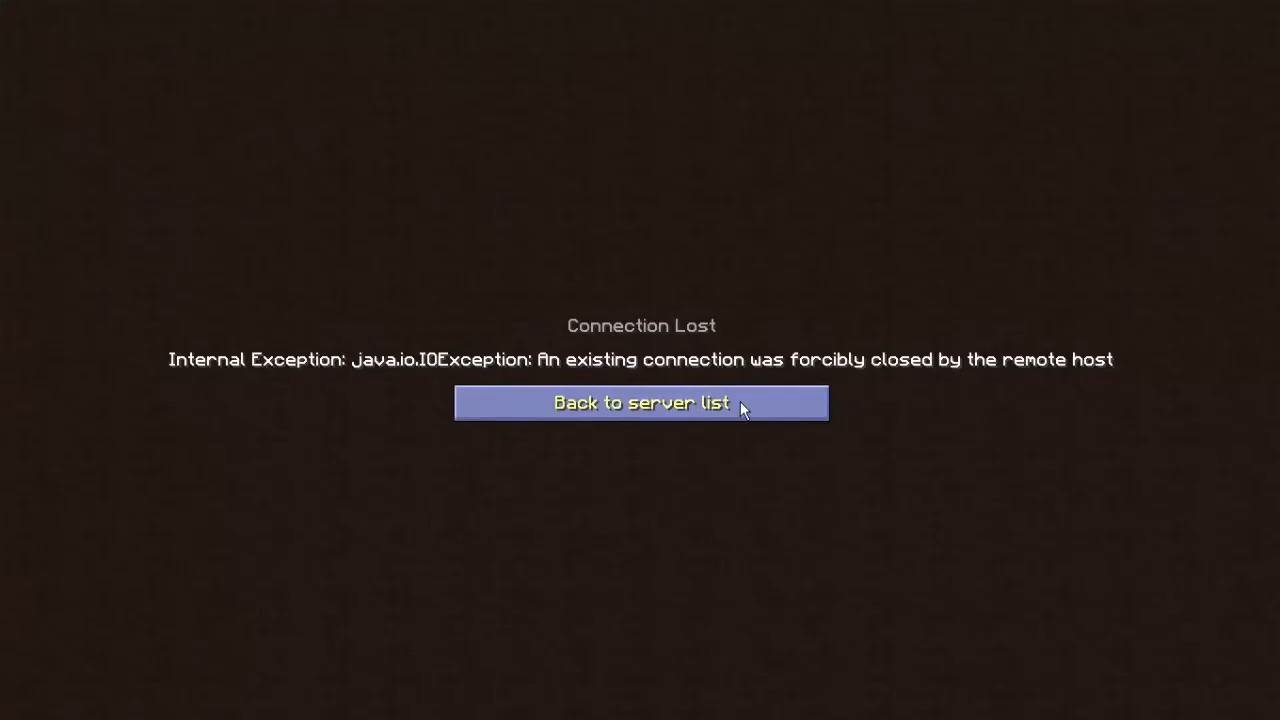 Connection Lost
Internal Exception: java.io.IOException: An existing connection was forcibly closed by the remote host
Back to server list